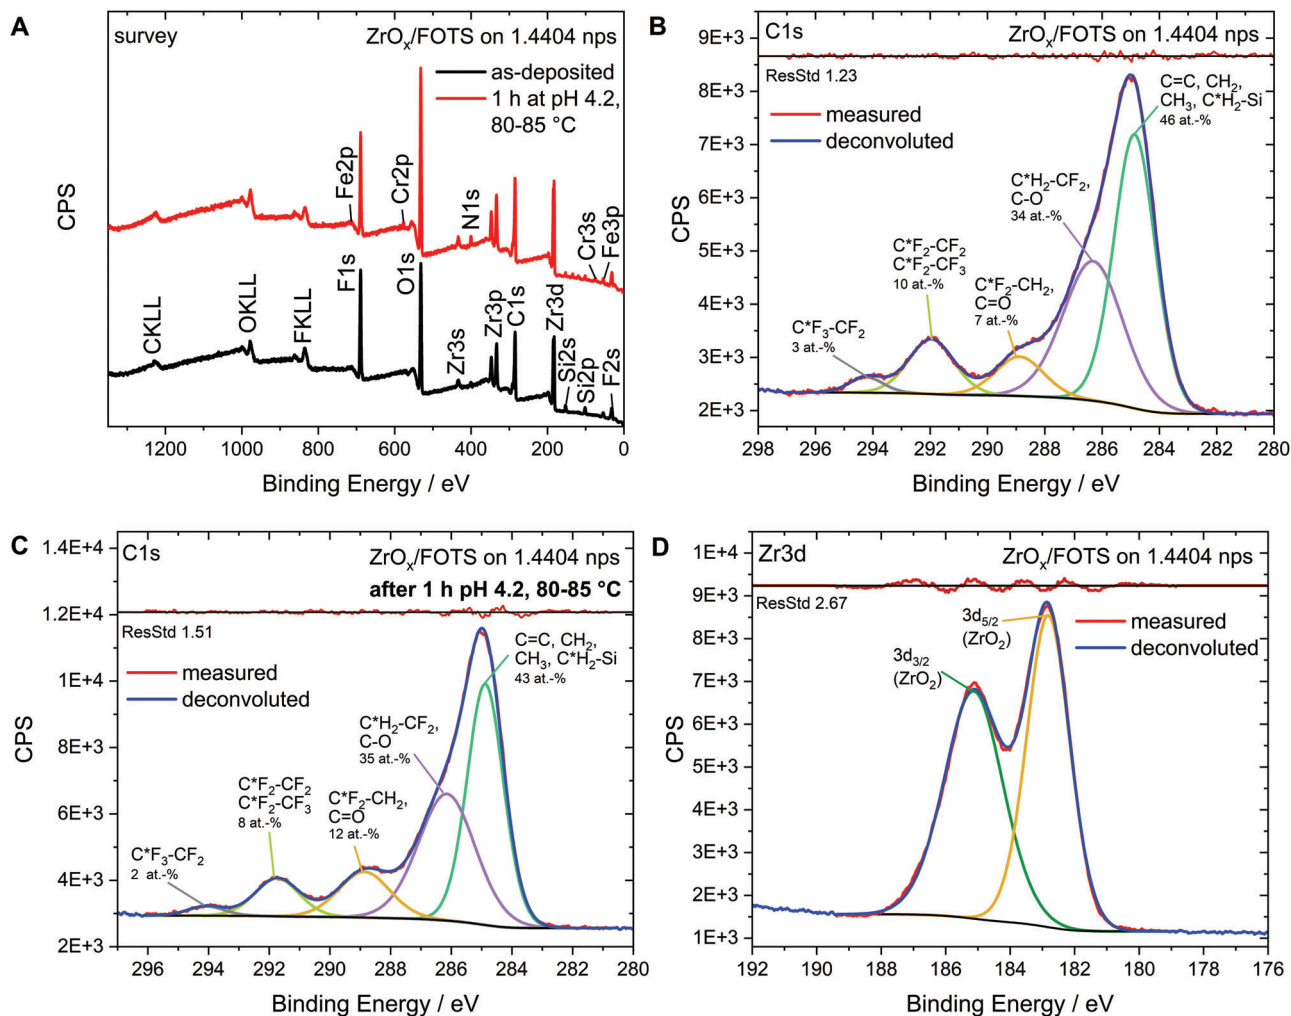 A
survey
ZrOx/FOTS on 1.4404 nps
as-deposited
1 h at pH 4.2,
80-85 °C
Fe2p
Cr2p
N1s
Cr3s
Fe3p
CKLL
OKLL
FKLL
F1s
O1s
Zr3s
Zr3p
C1s
Zr3d
Si2s
Si2p
F2s
CPS
1200 1000 800 600 400 200 0
Binding Energy / eV
B
C1s
ZrOx/FOTS on 1.4404 nps
ResStd 1.23
measured
deconvoluted
C=C, CH2,
CH3, C*H2-Si
46 at.-%
C*H2-CF2,
C-O
34 at.-%
C*F2-CF2
C*F2-CF3
10 at.-%
C*F2-CH2,
C=O
7 at.-%
C*F3-CF2
3 at.-%
9E+3
8E+3
7E+3
6E+3
5E+3
4E+3
3E+3
2E+3
CPS
298 296 294 292 290 288 286 284 282 280
Binding Energy / eV
C
C1s
ZrOx/FOTS on 1.4404 nps
after 1 h pH 4.2, 80-85 °C
ResStd 1.51
measured
deconvoluted
C=C, CH2,
CH3, C*H2-Si
43 at.-%
C*H2-CF2,
C-O
35 at.-%
C*F2-CF2
C*F2-CF3
8 at.-%
C*F2-CH2,
C=O
12 at.-%
C*F3-CF2
2 at.-%
1.4E+4
1.2E+4
1E+4
8E+3
6E+3
4E+3
2E+3
CPS
296 294 292 290 288 286 284 282 280
Binding Energy / eV
D
Zr3d
ZrOx/FOTS on 1.4404 nps
ResStd 2.67
3d5/2
(ZrO2)
measured
deconvoluted
3d3/2
(ZrO2)
1E+4
9E+3
8E+3
7E+3
6E+3
5E+3
4E+3
3E+3
2E+3
1E+3
CPS
192 190 188 186 184 182 180 178 176
Binding Energy / eV